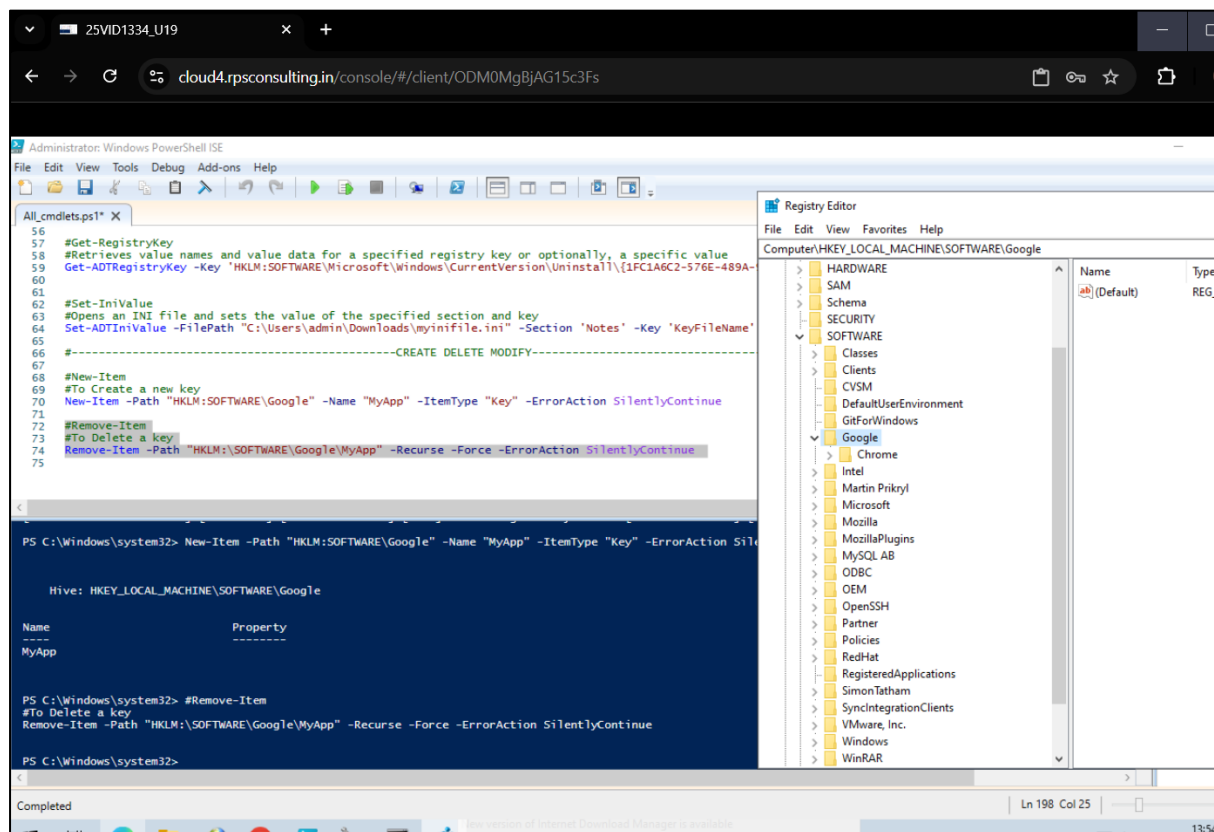 25VID1334_U19
cloud4.rpsconsulting.in/console/#/client/ODM0MgBjAG15c3Fs
Administrator: Windows PowerShell ISE
File Edit View Tools Debug Add-ons Help
All_cmdlets.ps1* X
56
57 #Get-RegistryKey
58 #Retrieves value names and value data for a specified registry key or optionally, a specific value
59 Get-ADTRegistryKey -Key 'HKLM:SOFTWARE\Microsoft\Windows\CurrentVersion\Uninstall\{1FC1A6C2-576E-489A-
60
61
62 #Set-IniValue
63 #Opens an INI file and sets the value of the specified section and key
64 Set-ADTIniValue -FilePath "C:\Users\admin\Downloads\myinifile.ini" -Section 'Notes' -Key 'KeyFileName'
65
66 #------------------------------------------CREATE DELETE MODIFY-----------------------------
67
68 #New-Item
69 #To Create a new key
70 New-Item -Path "HKLM:SOFTWARE\Google" -Name "MyApp" -ItemType "Key" -ErrorAction SilentlyContinue
71
72 #Remove-Item
73 #To Delete a key
74 Remove-Item -Path "HKLM:\SOFTWARE\Google\MyApp" -Recurse -Force -ErrorAction SilentlyContinue
75
PS C:\Windows\system32> New-Item -Path "HKLM:SOFTWARE\Google" -Name "MyApp" -ItemType "Key" -ErrorAction Sile
Hive: HKEY_LOCAL_MACHINE\SOFTWARE\Google
Name Property
---- --------
MyApp
PS C:\Windows\system32> #Remove-Item
#To Delete a key
Remove-Item -Path "HKLM:\SOFTWARE\Google\MyApp" -Recurse -Force -ErrorAction SilentlyContinue
PS C:\Windows\system32>
Completed
Ln 198 Col 25
Registry Editor
File Edit View Favorites Help
Computer\HKEY_LOCAL_MACHINE\SOFTWARE\Google
HARDWARE
SAM
Schema
SECURITY
SOFTWARE
Classes
Clients
CVSM
DefaultUserEnvironment
GitForWindows
Google
Chrome
Intel
Martin Prikryl
Microsoft
Mozilla
MozillaPlugins
MySQL AB
ODBC
OEM
OpenSSH
Partner
Policies
RedHat
RegisteredApplications
SimonTatham
SyncIntegrationClients
VMware, Inc.
Windows
WinRAR
Name Type
(Default) REG_
New version of Internet Download Manager is available